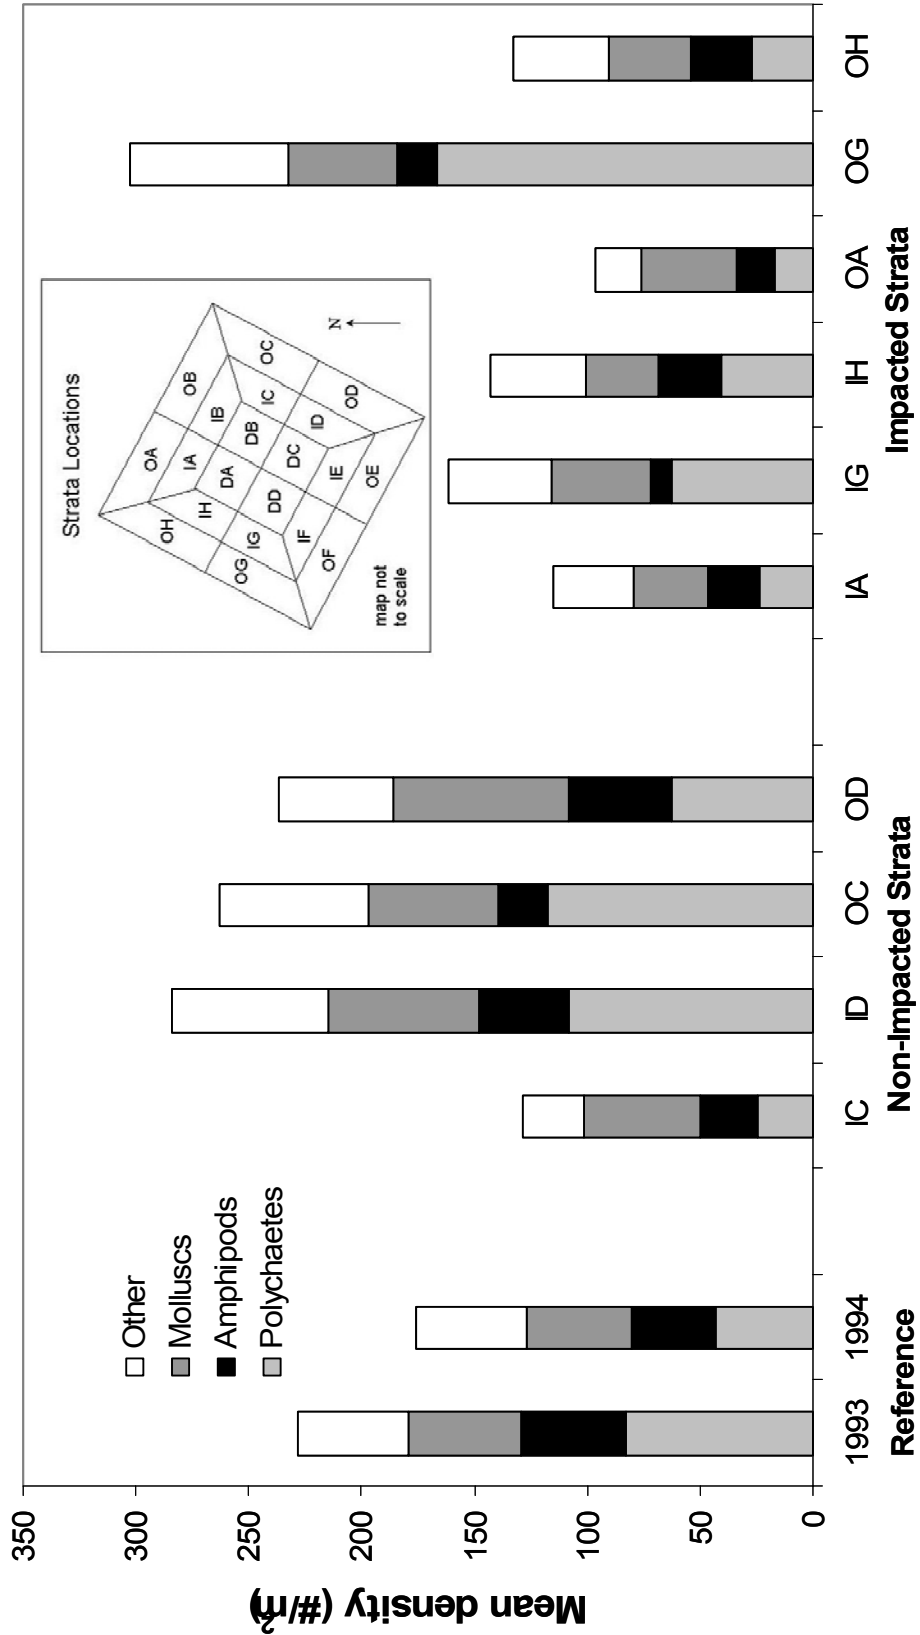 Mean density (#/m²)
350
300
250
200
150
100
50
0
Other
Molluscs
Amphipods
Polychaetes
Strata Locations
OA
OB
OH
IA
IB
OC
IH
DA
DB
IC
OG
IG
DD
DC
ID
OD
IF
IE
OF
OE
N
map not
to scale
1993
1994
IC
ID
OC
OD
IA
IG
IH
OA
OG
OH
Reference
Non-Impacted Strata
Impacted Strata